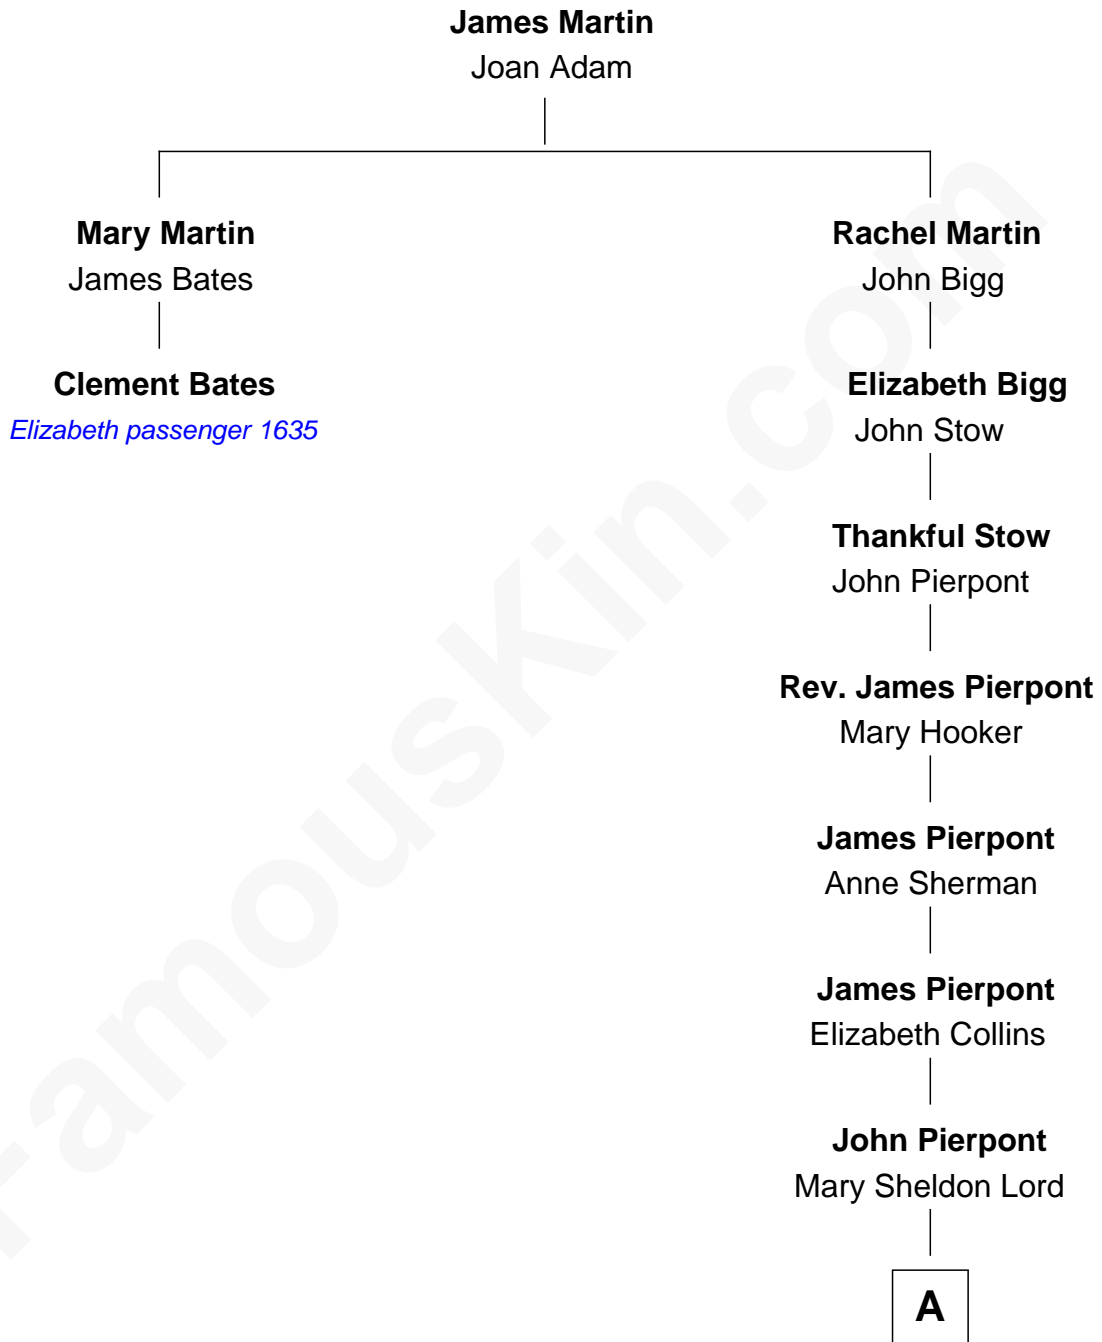 James Martin
Joan Adam
Mary Martin
James Bates
Clement Bates
Elizabeth passenger 1635
Rachel Martin
John Bigg
Elizabeth Bigg
John Stow
Thankful Stow
John Pierpont
Rev. James Pierpont
Mary Hooker
James Pierpont
Anne Sherman
James Pierpont
Elizabeth Collins
John Pierpont
Mary Sheldon Lord
A
FamousKin.com